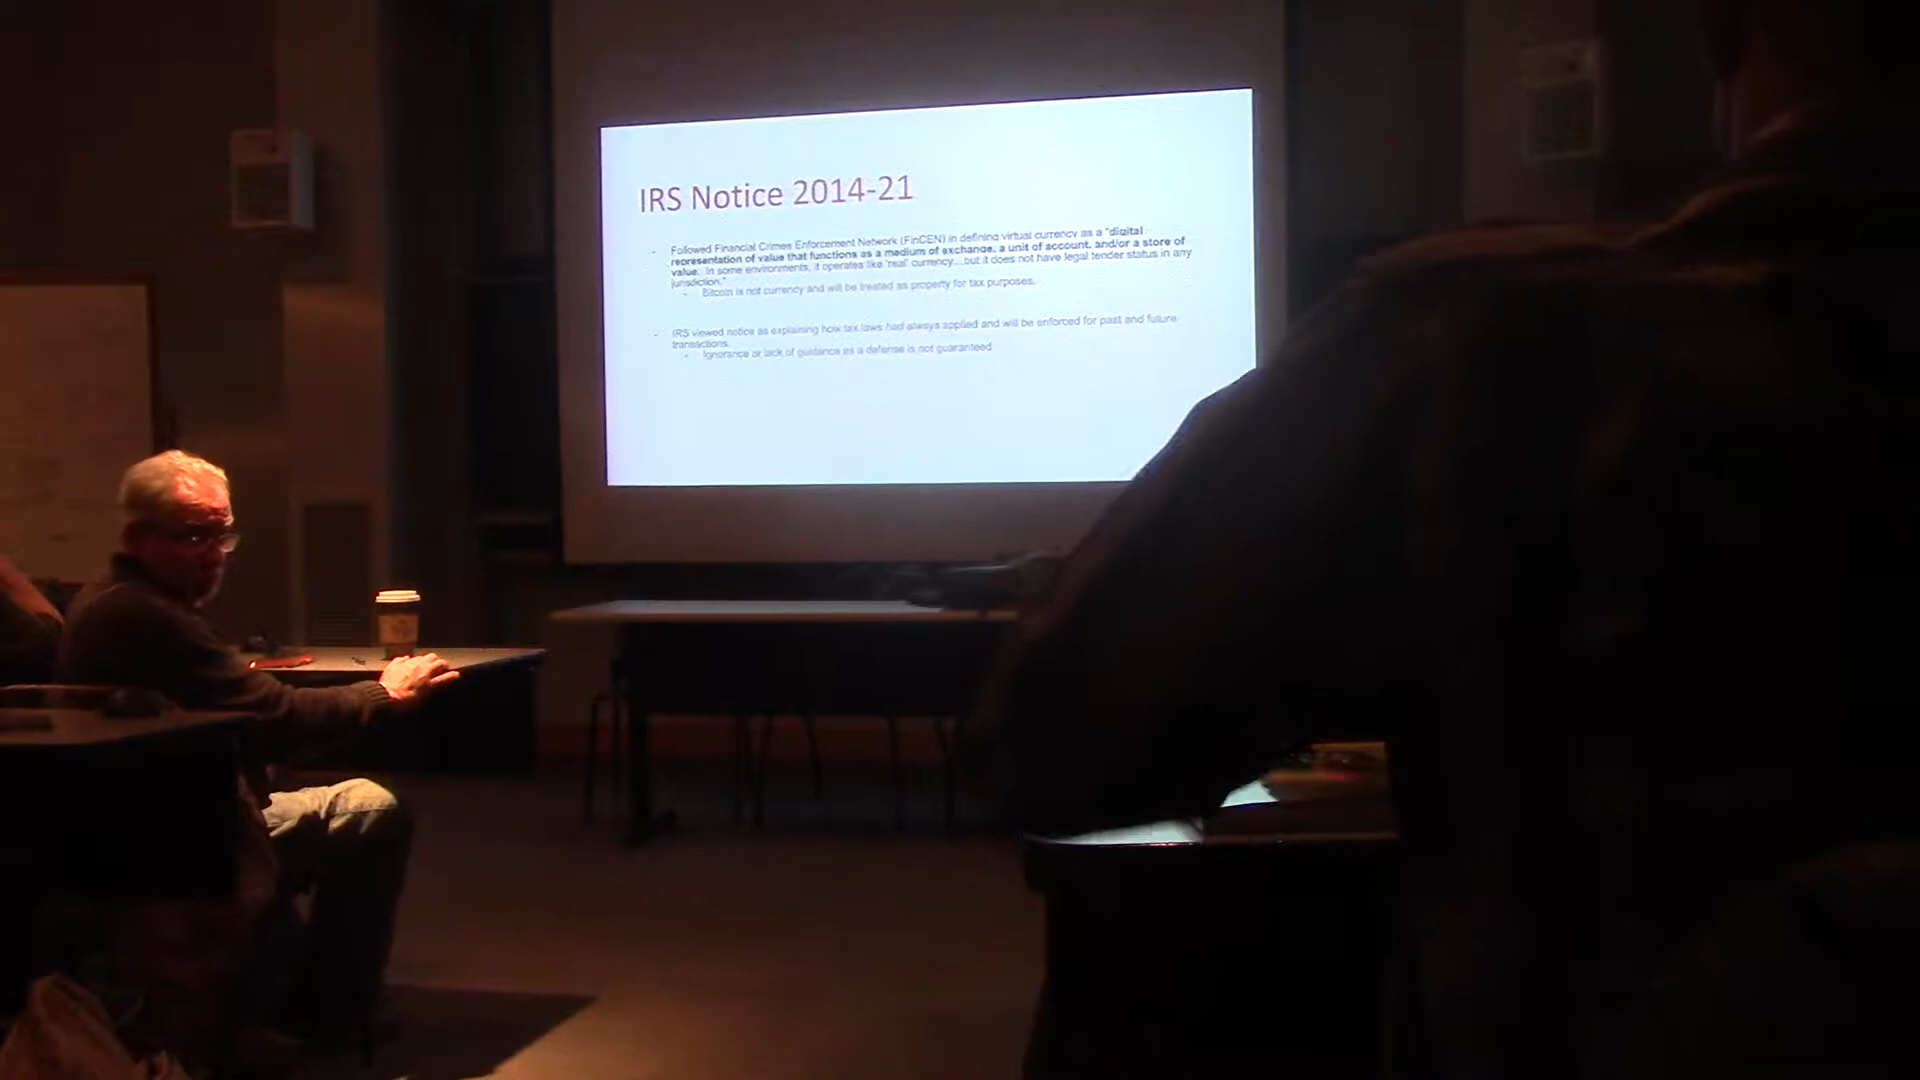 IRS Notice 2014-21
- Followed Financial Crimes Enforcement Network (FinCEN) in defining virtual currency as a "digital
representation of value that functions as a medium of exchange, a unit of account, and/or a store of
value. In some environments, it operates like 'real' currency...but it does not have legal tender status in any
jurisdiction."
- Bitcoin is not currency and will be treated as property for tax purposes.
- IRS viewed notice as explaining how tax laws had always applied and will be enforced for past and future
transactions.
- Ignorance or lack of guidance as a defense is not guaranteed